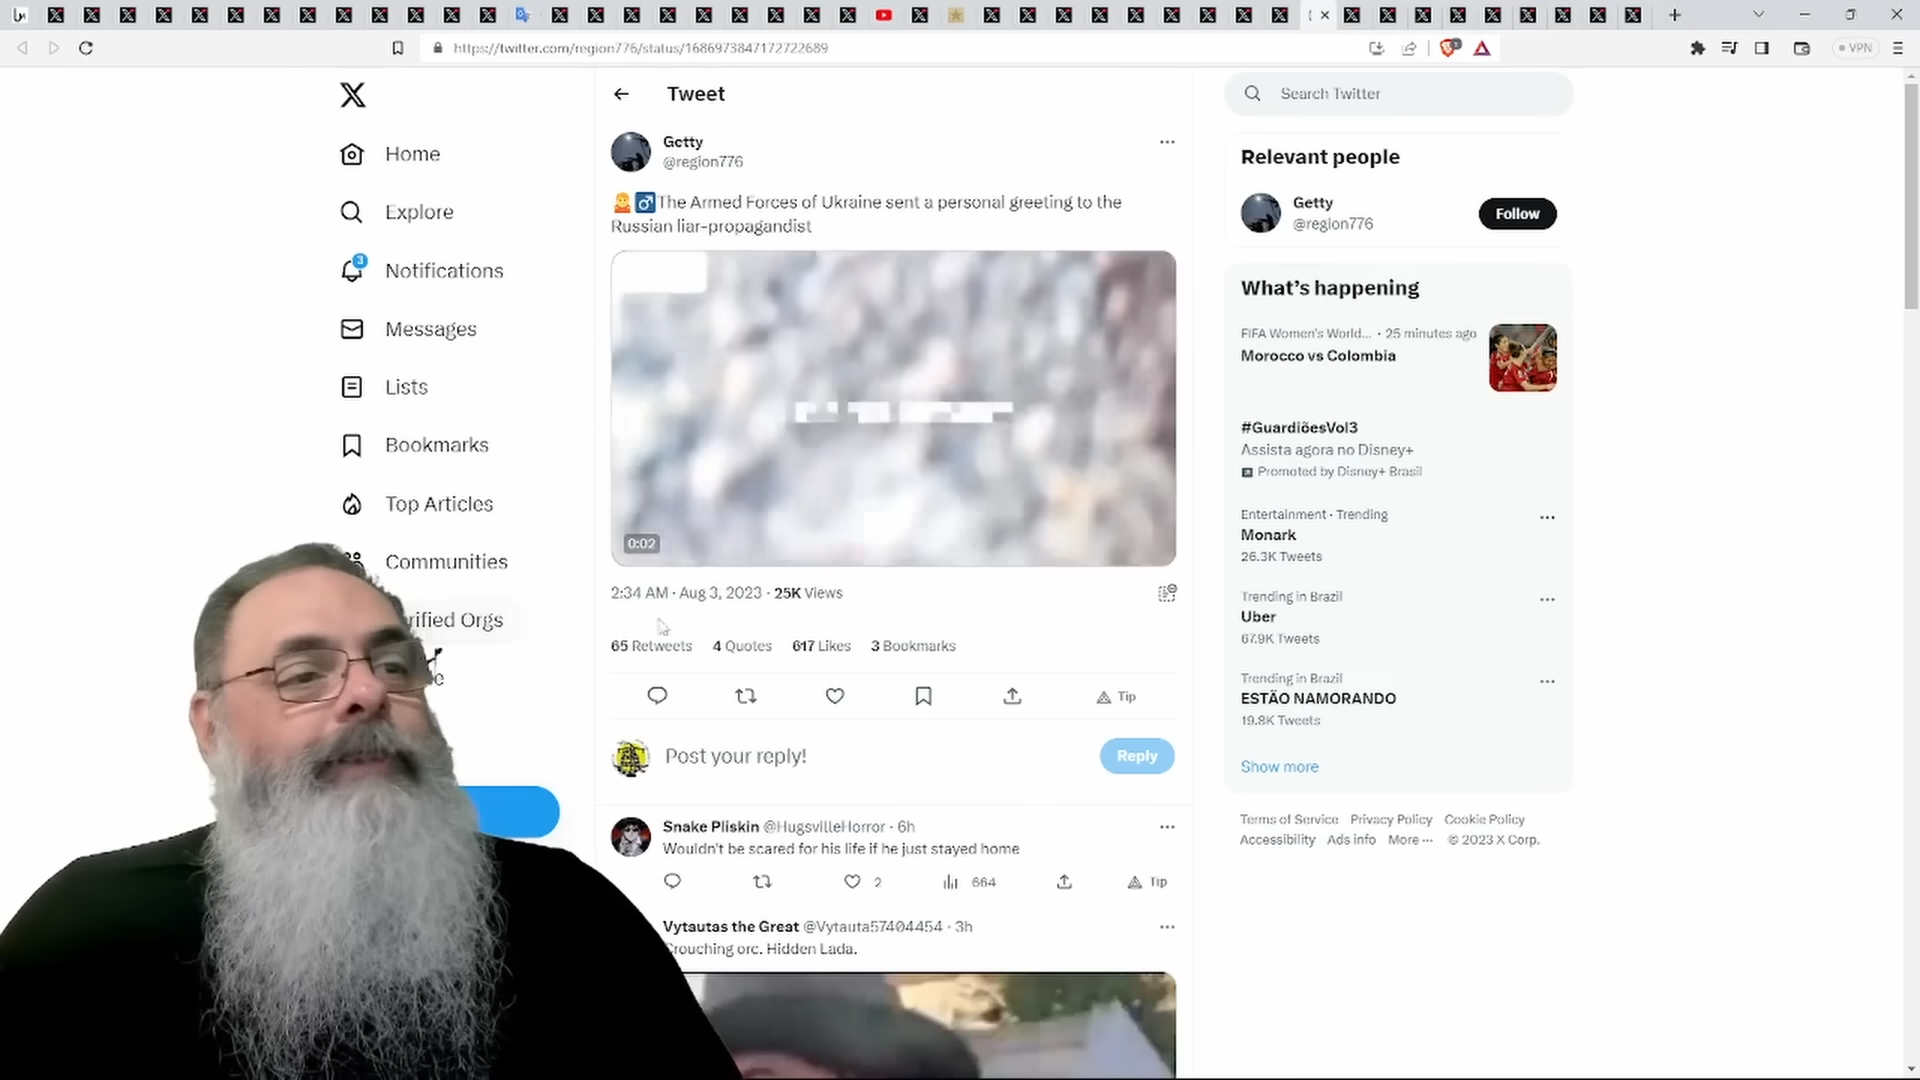 https://twitter.com/region776/status/1686973847172722689
VPN
Home
Explore
3
Notifications
Messages
Lists
Bookmarks
Top Articles
Communities
rified Orgs
Tweet
Getty
@region776
The Armed Forces of Ukraine sent a personal greeting to the
Russian liar-propagandist
0:02
2:34 AM · Aug 3, 2023 · 25K Views
65 Retweets 4 Quotes 617 Likes 3 Bookmarks
Tip
Post your reply!
Reply
Snake Pliskin @HugsvilleHorror · 6h
Wouldn't be scared for his life if he just stayed home
2 664 Tip
Vytautas the Great @Vytauta57404454 · 3h
Crouching orc. Hidden Lada.
Search Twitter
Relevant people
Getty
@region776
Follow
What's happening
FIFA Women's World... · 25 minutes ago
Morocco vs Colombia
#GuardiõesVol3
Assista agora no Disney+
Promoted by Disney+ Brasil
Entertainment · Trending
Monark
26.3K Tweets
Trending in Brazil
Uber
67.9K Tweets
Trending in Brazil
ESTÃO NAMORANDO
19.8K Tweets
Show more
Terms of Service Privacy Policy Cookie Policy
Accessibility Ads info More ··· © 2023 X Corp.